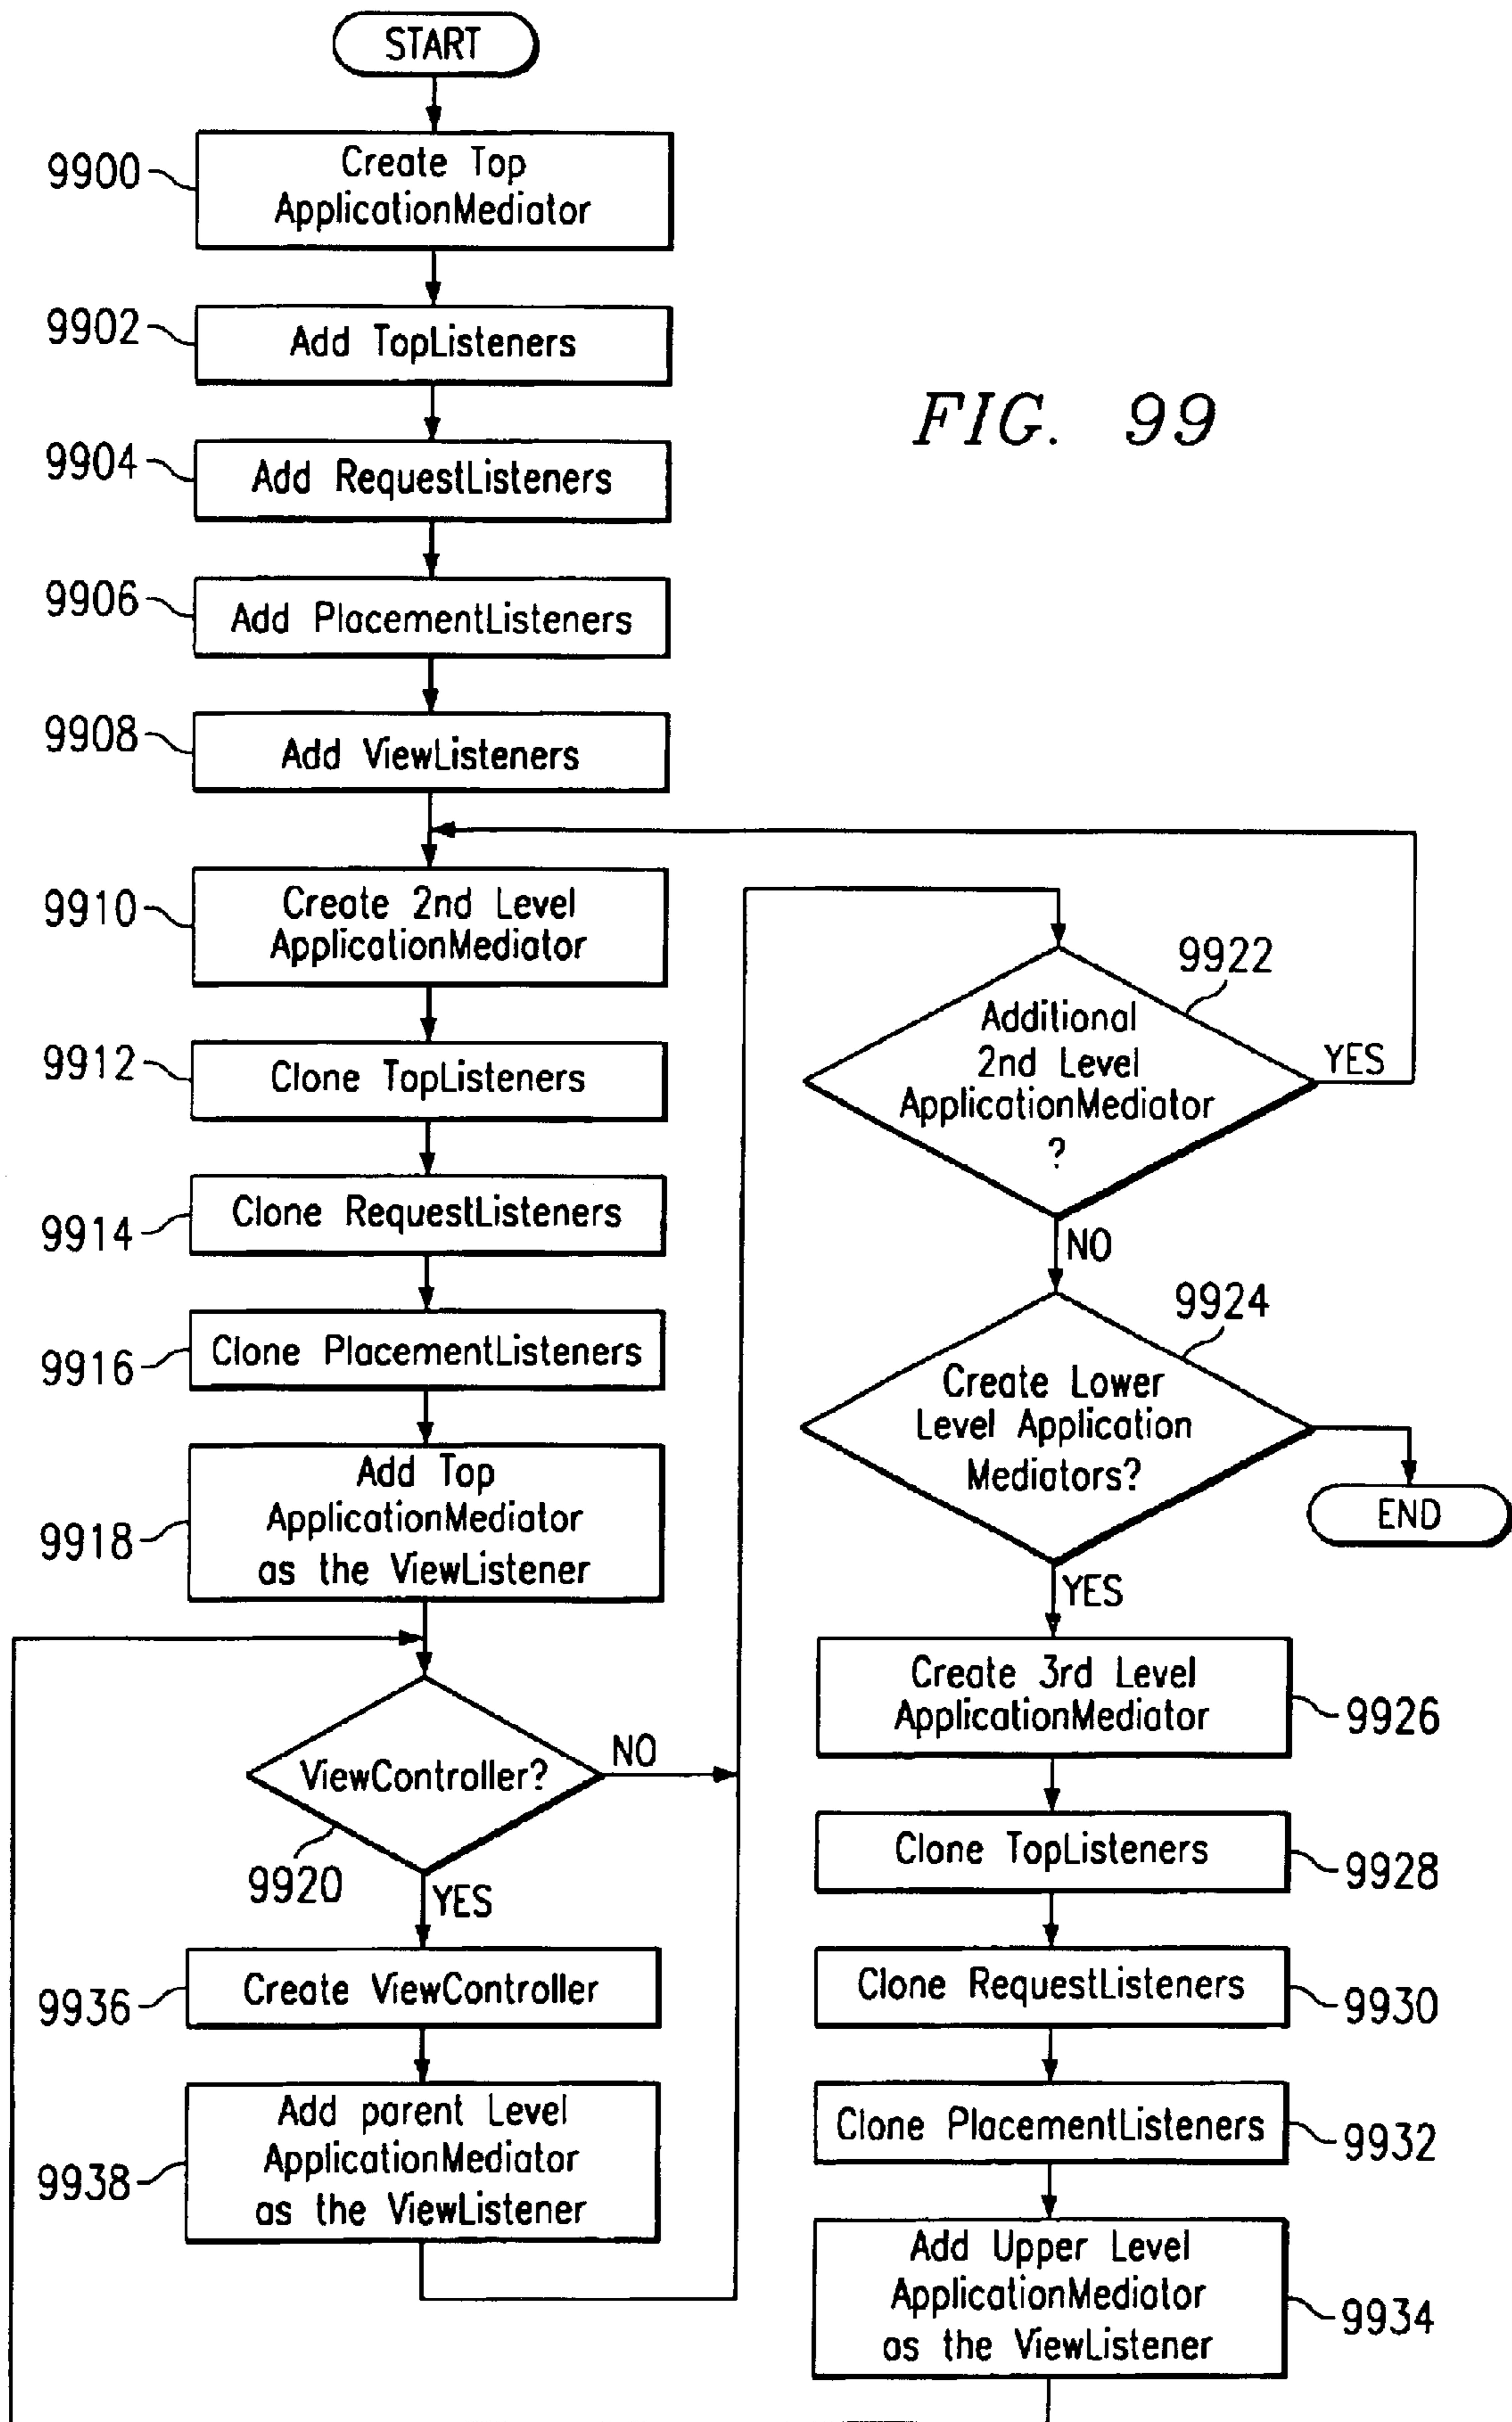 START
9900
Create Top
ApplicationMediator
9902
Add TopListeners
9904
Add RequestListeners
FIG. 99
9906
Add PlacementListeners
9908
Add ViewListeners
9910
Create 2nd Level
ApplicationMediator
9912
Clone TopListeners
9914
Clone RequestListeners
9916
Clone PlacementListeners
9918
Add Top
ApplicationMediator
as the ViewListener
ViewController?
NO
9920
YES
9936
Create ViewController
9938
Add parent Level
ApplicationMediator
as the ViewListener
9922
Additional
2nd Level
ApplicationMediator
?
YES
NO
9924
Create Lower
Level Application
Mediators?
END
YES
Create 3rd Level
ApplicationMediator
9926
Clone TopListeners
9928
Clone RequestListeners
9930
Clone PlacementListeners
9932
Add Upper Level
ApplicationMediator
as the ViewListener
9934